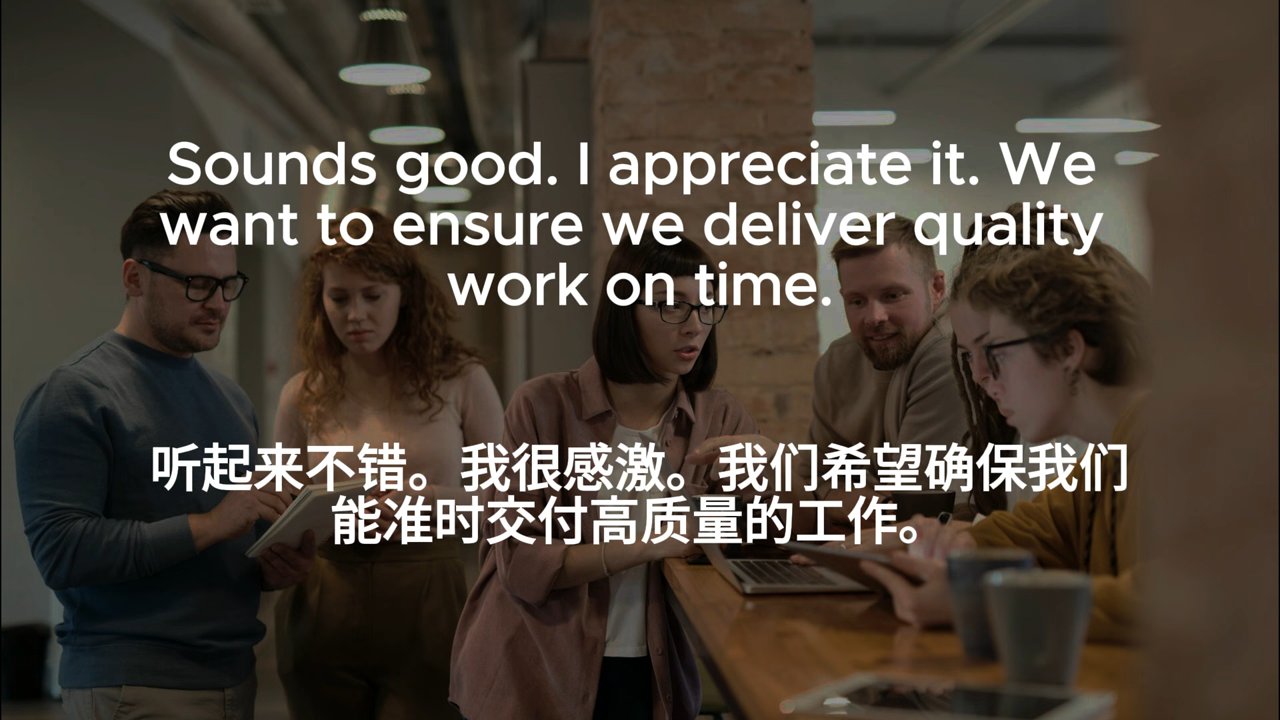 Sounds good. I appreciate it. We
want to ensure we deliver quality
work on time.
听起来不错。我很感激。我们希望确保我们
能准时交付高质量的工作。